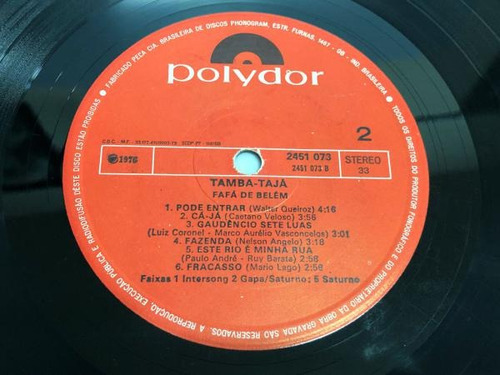 FABRICADO PELA CIA. BRASILEIRA DE DISCOS PHONOGRAM, ESTR. FURNAS, 1467 - GB - IND. BRASILEIRA
TODOS OS DIREITOS DO PRODUTOR FONOGRÁFICO E DO PROPRIETÁRIO DA OBRA GRAVADA SÃO RESERVADOS. A REPRODUÇÃO, EXECUÇÃO PÚBLICA E RADIODIFUSÃO DESTE DISCO ESTÃO PROIBIDAS
polydor
2
℗ 1976
2451 073
2451 073 B
STEREO
33
TAMBA-TAJÁ
FAFÁ DE BELÉM
1. PODE ENTRAR (Walter Queiroz) 4:16
2. CÁ-JÁ (Caetano Veloso) 3:56
3. GAUDÊNCIO SETE LUAS
(Luiz Coronel - Marco Aurélio Vasconcelos) 3:01
4. FAZENDA (Nelson Angelo) 3:18
5. ESTE RIO É MINHA RUA
(Paulo André - Ruy Barata) 2:58
6. FRACASSO (Mario Lago) 2:56
Faixas 1 Intersong 2 Gapa/Saturno: 5 Saturno